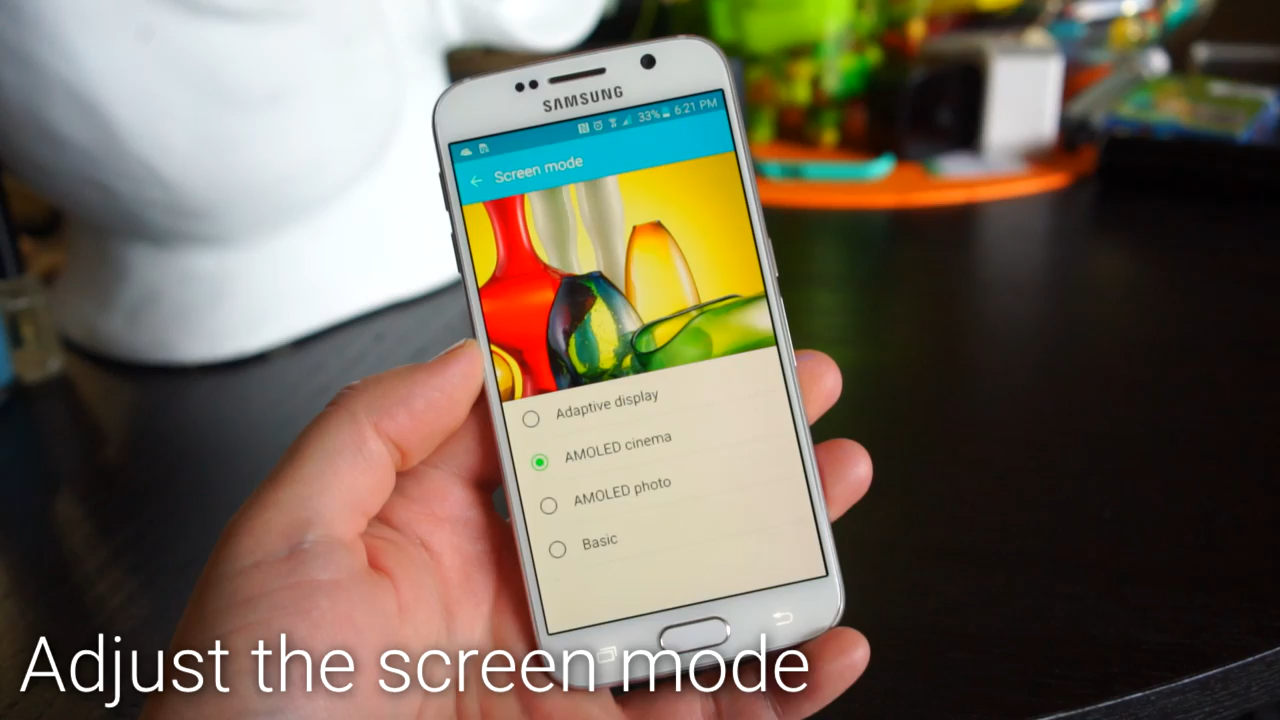 SAMSUNG
33% 6:21 PM
Screen mode
Adaptive display
AMOLED cinema
AMOLED photo
Basic
Adjust the screen mode